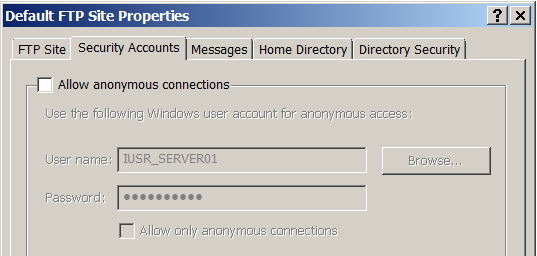 Default FTP Site Properties
FTP Site Security Accounts Messages Home Directory Directory Security
Allow anonymous connections
Use the following Windows user account for anonymous access:
User name: IUSR_SERVER01 Browse...
Password: ●●●●●●●●●●
Allow only anonymous connections